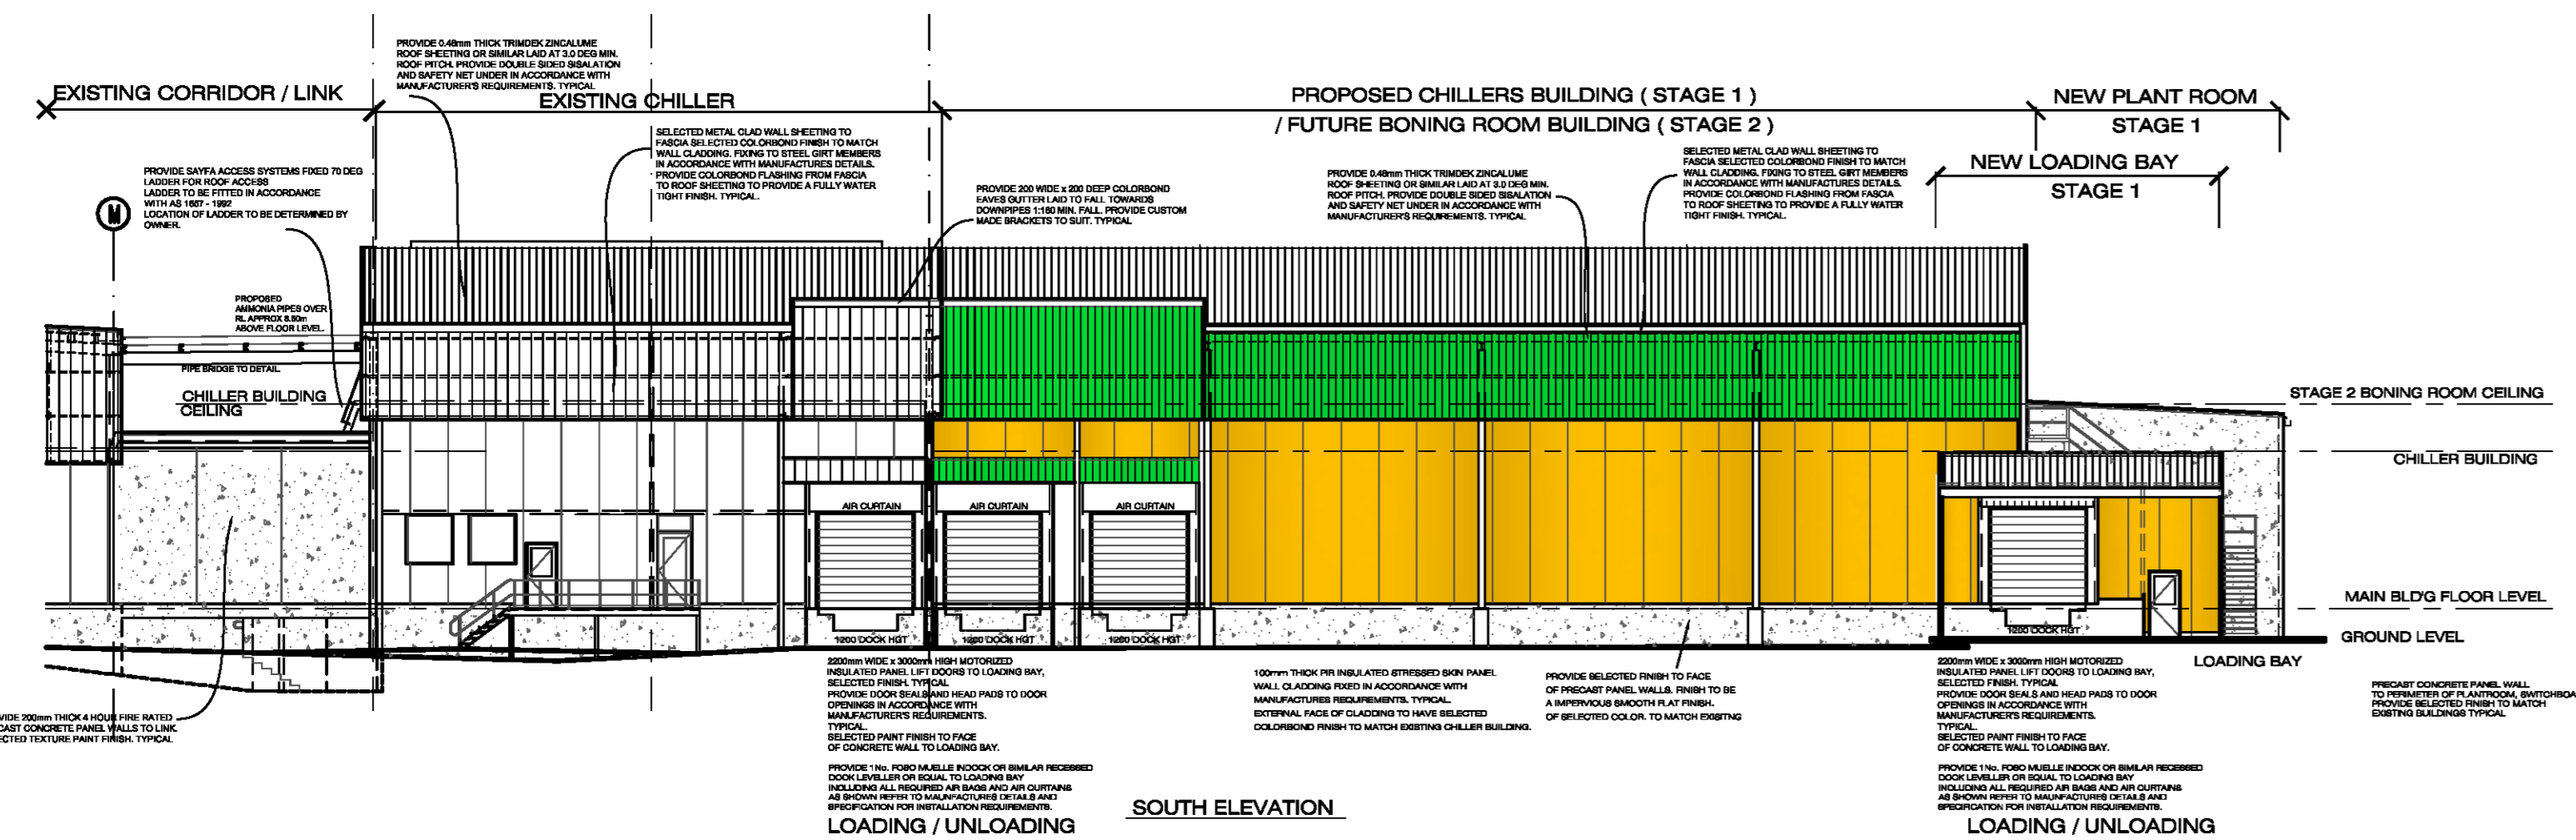 PROVIDE 0.48mm THICK TRIMDEK ZINCALUME
ROOF SHEETING OR SIMILAR LAID AT 3.0 DEG MIN.
ROOF PITCH. PROVIDE DOUBLE SIDED SISALATION
AND SAFETY NET UNDER IN ACCORDANCE WITH
MANUFACTURER'S REQUIREMENTS. TYPICAL
EXISTING CORRIDOR / LINK
EXISTING CHILLER
PROPOSED CHILLERS BUILDING ( STAGE 1 )
/ FUTURE BONING ROOM BUILDING ( STAGE 2 )
NEW PLANT ROOM
STAGE 1
NEW LOADING BAY
STAGE 1
PROVIDE SAYFA ACCESS SYSTEMS FIXED 70 DEG
LADDER FOR ROOF ACCESS
LADDER TO BE FITTED IN ACCORDANCE
WITH AS 1657 - 1992
LOCATION OF LADDER TO BE DETERMINED BY
OWNER.
M
SELECTED METAL CLAD WALL SHEETING TO
FASCIA SELECTED COLORBOND FINISH TO MATCH
WALL CLADDING. FIXING TO STEEL GIRT MEMBERS
IN ACCORDANCE WITH MANUFACTURES DETAILS.
PROVIDE COLORBOND FLASHING FROM FASCIA
TO ROOF SHEETING TO PROVIDE A FULLY WATER
TIGHT FINISH. TYPICAL.
PROVIDE 200 WIDE x 200 DEEP COLORBOND
EAVES GUTTER LAID TO FALL TOWARDS
DOWNPIPES 1:180 MIN. FALL. PROVIDE CUSTOM
MADE BRACKETS TO SUIT. TYPICAL
PROVIDE 0.48mm THICK TRIMDEK ZINCALUME
ROOF SHEETING OR SIMILAR LAID AT 3.0 DEG MIN.
ROOF PITCH. PROVIDE DOUBLE SIDED SISALATION
AND SAFETY NET UNDER IN ACCORDANCE WITH
MANUFACTURER'S REQUIREMENTS. TYPICAL
SELECTED METAL CLAD WALL SHEETING TO
FASCIA SELECTED COLORBOND FINISH TO MATCH
WALL CLADDING. FIXING TO STEEL GIRT MEMBERS
IN ACCORDANCE WITH MANUFACTURES DETAILS.
PROVIDE COLORBOND FLASHING FROM FASCIA
TO ROOF SHEETING TO PROVIDE A FULLY WATER
TIGHT FINISH. TYPICAL.
PROPOSED
AMMONIA PIPES OVER
RL APPROX 8.50m
ABOVE FLOOR LEVEL.
PIPE BRIDGE TO DETAIL
CHILLER BUILDING
CEILING
STAGE 2 BONING ROOM CEILING
CHILLER BUILDING
AIR CURTAIN
AIR CURTAIN
AIR CURTAIN
MAIN BLD'G FLOOR LEVEL
GROUND LEVEL
1200 DOCK HGT
1200 DOCK HGT
1200 DOCK HGT
1200 DOCK HGT
LOADING BAY
VIDE 200mm THICK 4 HOUR FIRE RATED
CAST CONCRETE PANEL WALLS TO LINK.
ECTED TEXTURE PAINT FINISH. TYPICAL
2200mm WIDE x 3000mm HIGH MOTORIZED
INSULATED PANEL LIFT DOORS TO LOADING BAY,
SELECTED FINISH. TYPICAL
PROVIDE DOOR SEALS AND HEAD PADS TO DOOR
OPENINGS IN ACCORDANCE WITH
MANUFACTURER'S REQUIREMENTS.
TYPICAL.
SELECTED PAINT FINISH TO FACE
OF CONCRETE WALL TO LOADING BAY.
PROVIDE 1 No. FOBO MUELLE INDOCK OR SIMILAR RECESSED
DOCK LEVELLER OR EQUAL TO LOADING BAY
INCLUDING ALL REQUIRED AIR BAGS AND AIR CURTAINS
AS SHOWN REFER TO MAUNFACTURES DETAILS AND
SPECIFICATION FOR INSTALLATION REQUIREMENTS.
LOADING / UNLOADING
100mm THICK PIR INSULATED STRESSED SKIN PANEL
WALL CLADDING FIXED IN ACCORDANCE WITH
MANUFACTURES REQUIREMENTS. TYPICAL.
EXTERNAL FACE OF CLADDING TO HAVE SELECTED
COLORBOND FINISH TO MATCH EXISTING CHILLER BUILDING.
PROVIDE SELECTED FINISH TO FACE
OF PRECAST PANEL WALLS. FINISH TO BE
A IMPERVIOUS SMOOTH FLAT FINISH.
OF SELECTED COLOR. TO MATCH EXISTING
2200mm WIDE x 3000mm HIGH MOTORIZED
INSULATED PANEL LIFT DOORS TO LOADING BAY,
SELECTED FINISH. TYPICAL
PROVIDE DOOR SEALS AND HEAD PADS TO DOOR
OPENINGS IN ACCORDANCE WITH
MANUFACTURER'S REQUIREMENTS.
TYPICAL.
SELECTED PAINT FINISH TO FACE
OF CONCRETE WALL TO LOADING BAY.
PROVIDE 1 No. FOBO MUELLE INDOCK OR SIMILAR RECESSED
DOCK LEVELLER OR EQUAL TO LOADING BAY
INCLUDING ALL REQUIRED AIR BAGS AND AIR CURTAINS
AS SHOWN REFER TO MAUNFACTURES DETAILS AND
SPECIFICATION FOR INSTALLATION REQUIREMENTS.
LOADING / UNLOADING
PRECAST CONCRETE PANEL WALL
TO PERIMETER OF PLANTROOM, SWITCHBOA
PROVIDE SELECTED FINISH TO MATCH
EXISTING BUILDINGS TYPICAL
SOUTH ELEVATION